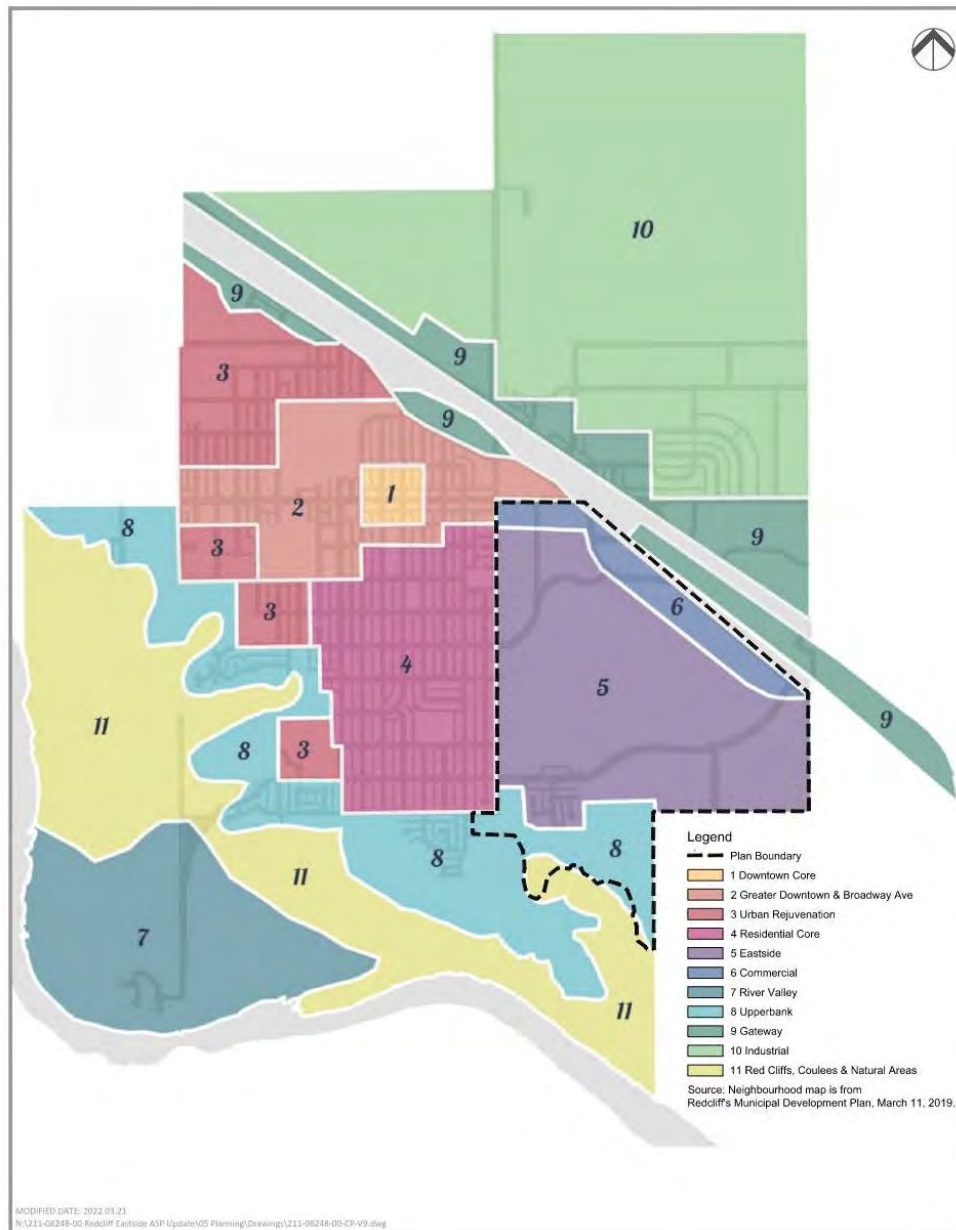 10
9
9
3
9
1
2
8
9
3
6
3
4
5
11
9
8
3
8
8
11
7
11
Legend
Plan Boundary
1 Downtown Core
2 Greater Downtown & Broadway Ave
3 Urban Rejuvenation
4 Residential Core
5 Eastside
6 Commercial
7 River Valley
8 Upperbank
9 Gateway
10 Industrial
11 Red Cliffs, Coulees & Natural Areas
Source: Neighbourhood map is from
Redcliff's Municipal Development Plan, March 11, 2019.
MODIFIED DATE: 2022.03.21
N:\211-08248-00 Redcliff Eastside ASP Update\05 Planning\Drawings\211-08248-00-CP-V9.dwg